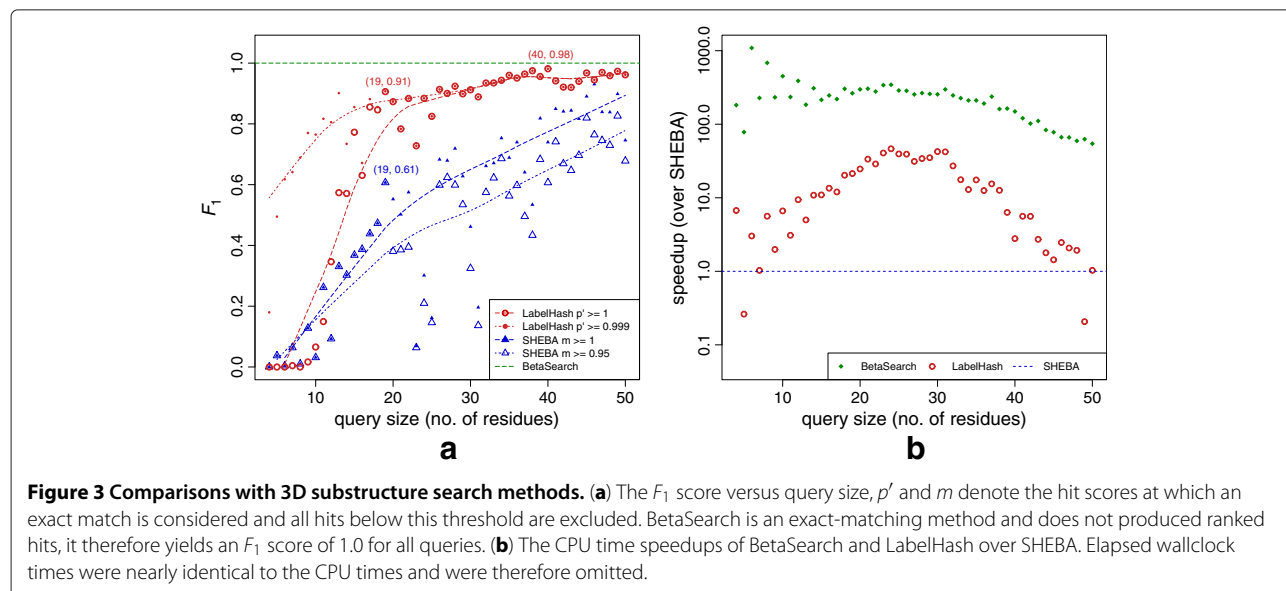 (40, 0.98)
(19, 0.91)
(19, 0.61)
F1
1.0
0.8
0.6
0.4
0.2
0.0
LabelHash p' >= 1
LabelHash p' >= 0.999
SHEBA m >= 1
SHEBA m >= 0.95
BetaSearch
10 20 30 40 50
query size (no. of residues)
a
speedup (over SHEBA)
1000.0
100.0
10.0
1.0
0.1
BetaSearch LabelHash SHEBA
10 20 30 40 50
query size (no. of residues)
b
Figure 3 Comparisons with 3D substructure search methods. (a) The F1 score versus query size, p′ and m denote the hit scores at which an
exact match is considered and all hits below this threshold are excluded. BetaSearch is an exact-matching method and does not produced ranked
hits, it therefore yields an F1 score of 1.0 for all queries. (b) The CPU time speedups of BetaSearch and LabelHash over SHEBA. Elapsed wallclock
times were nearly identical to the CPU times and were therefore omitted.